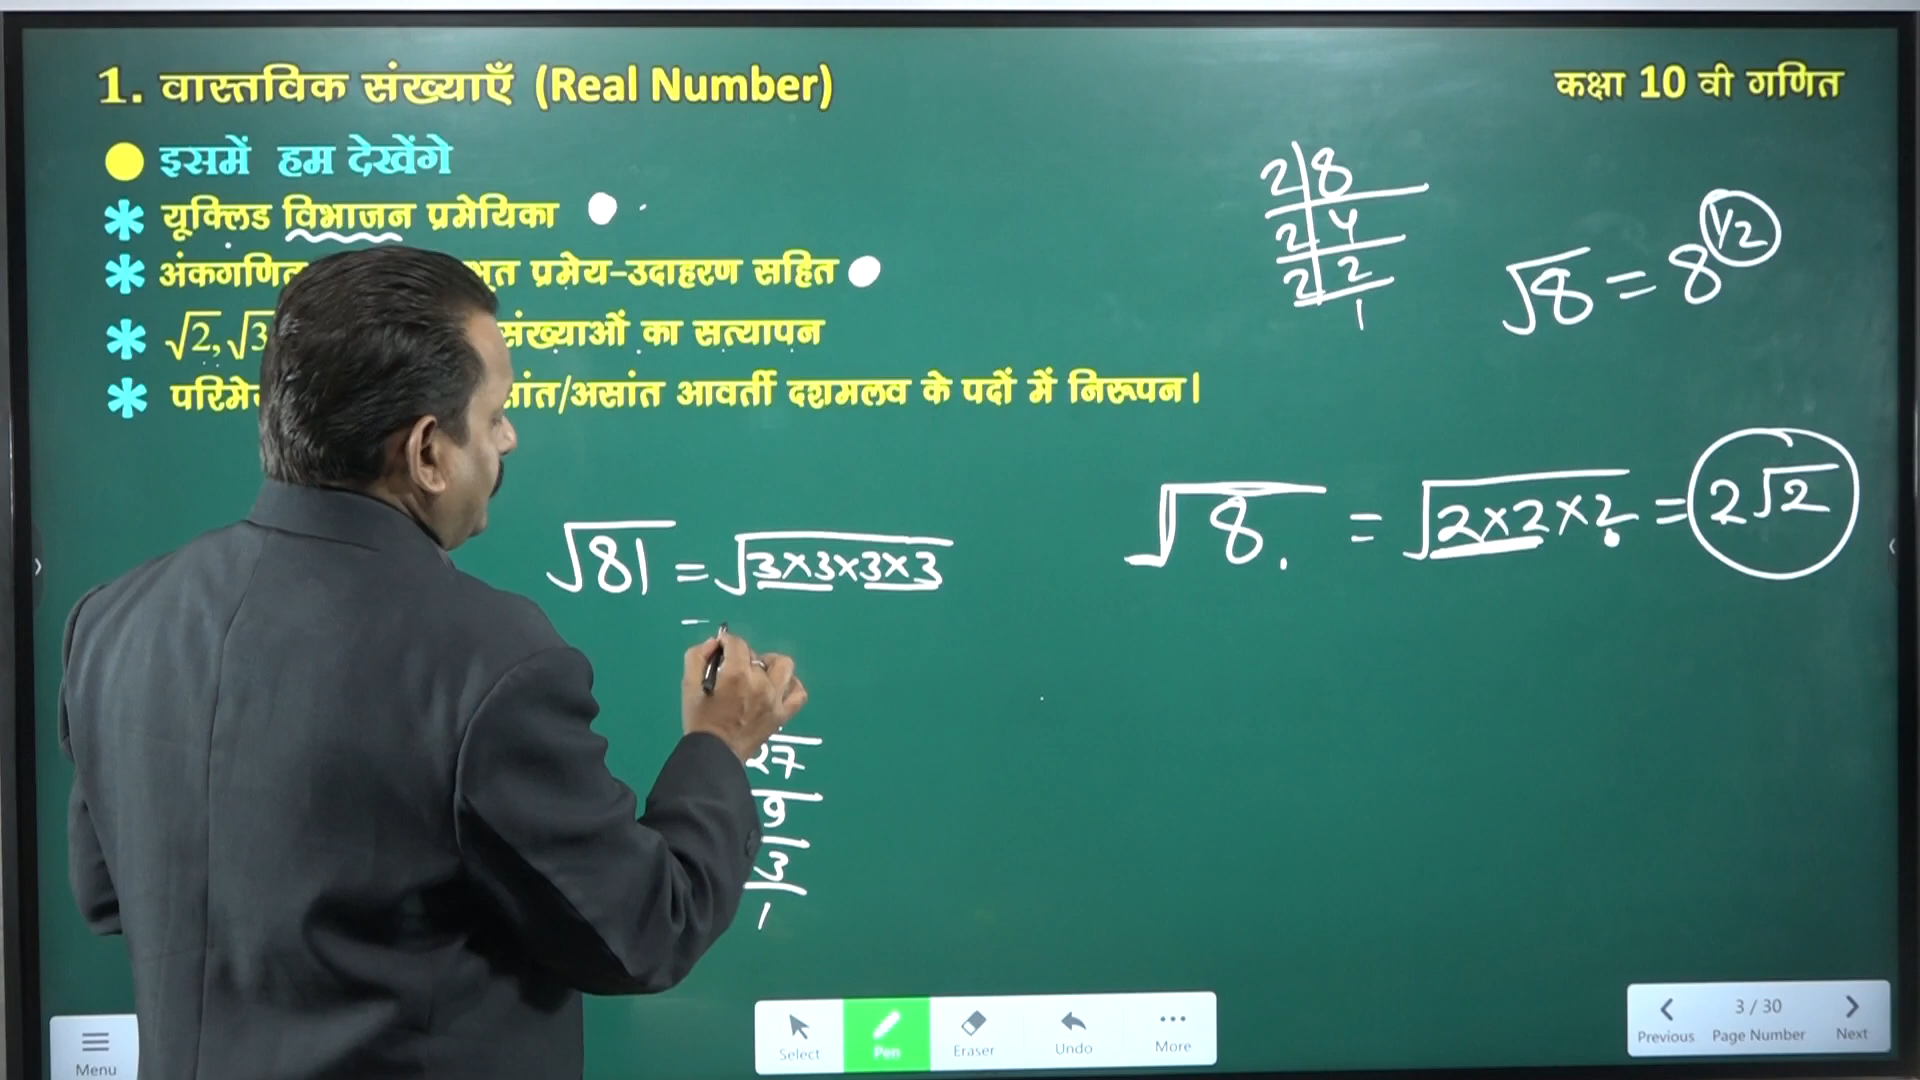 1. वास्तविक संख्याएँ (Real Number)
कक्षा 10 वी गणित
इसमें हम देखेंगे
* यूक्लिड विभाजन प्रमेयिका
* अंकगणित भूत प्रमेय-उदाहरण सहित
* √2, √3 संख्याओं का सत्यापन
* सांत/असांत आवर्ती दशमलव के पदों में निरूपन।
2 8
2 4
2 2
1
√8 = 8^1/2
√81 = √3×3×3×3
=
√8. = √2×2×2 = 2√2
27
9
3
1
Menu
Select
Pen
Eraser
Undo
More
3 / 30
Previous Page Number Next